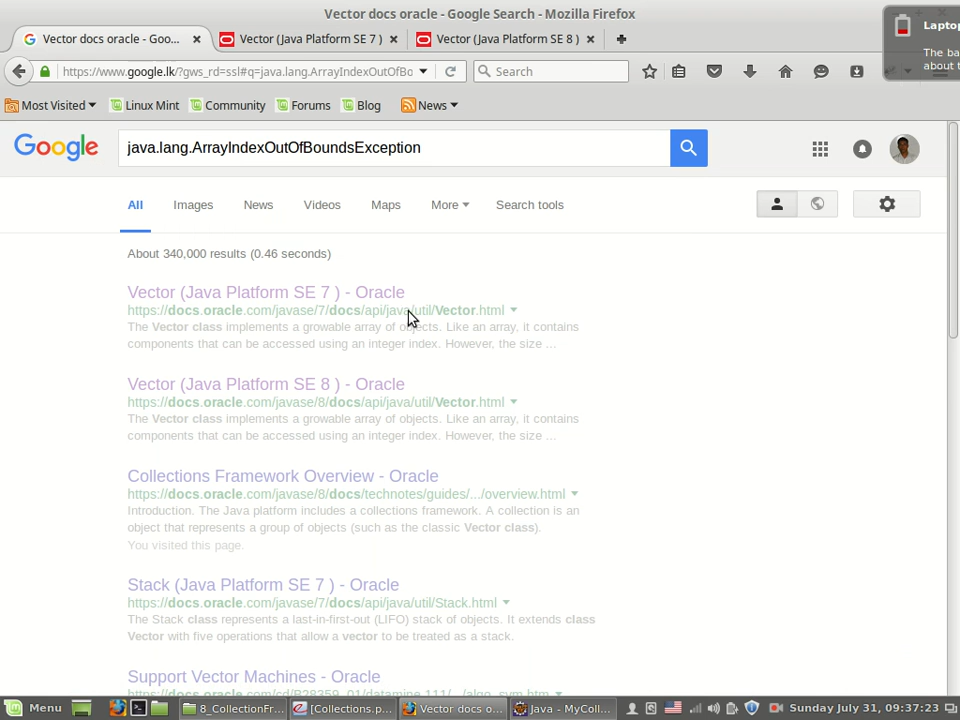 Vector docs oracle - Google Search - Mozilla Firefox
Vector docs oracle - Goo...
Vector (Java Platform SE 7 )
Vector (Java Platform SE 8 )
Laptop
The ba
about t
https://www.google.lk/?gws_rd=ssl#q=java.lang.ArrayIndexOutOfBo
Search
Most Visited
Linux Mint
Community
Forums
Blog
News
Google
java.lang.ArrayIndexOutOfBoundsException
All
Images
News
Videos
Maps
More
Search tools
About 340,000 results (0.46 seconds)
Vector (Java Platform SE 7 ) - Oracle
https://docs.oracle.com/javase/7/docs/api/java/util/Vector.html
The Vector class implements a growable array of objects. Like an array, it contains
components that can be accessed using an integer index. However, the size ...
Vector (Java Platform SE 8 ) - Oracle
https://docs.oracle.com/javase/8/docs/api/java/util/Vector.html
The Vector class implements a growable array of objects. Like an array, it contains
components that can be accessed using an integer index. However, the size ...
Collections Framework Overview - Oracle
https://docs.oracle.com/javase/8/docs/technotes/guides/.../overview.html
Introduction. The Java platform includes a collections framework. A collection is an
object that represents a group of objects (such as the classic Vector class).
You visited this page.
Stack (Java Platform SE 7 ) - Oracle
https://docs.oracle.com/javase/7/docs/api/java/util/Stack.html
The Stack class represents a last-in-first-out (LIFO) stack of objects. It extends class
Vector with five operations that allow a vector to be treated as a stack.
Support Vector Machines - Oracle
https://docs.oracle.com/cd/B28359_01/datamine.111/.../algo_svm.htm
Menu
8_CollectionFr...
[Collections.p...
Vector docs o...
Java - MyColl...
Sunday July 31, 09:37:23